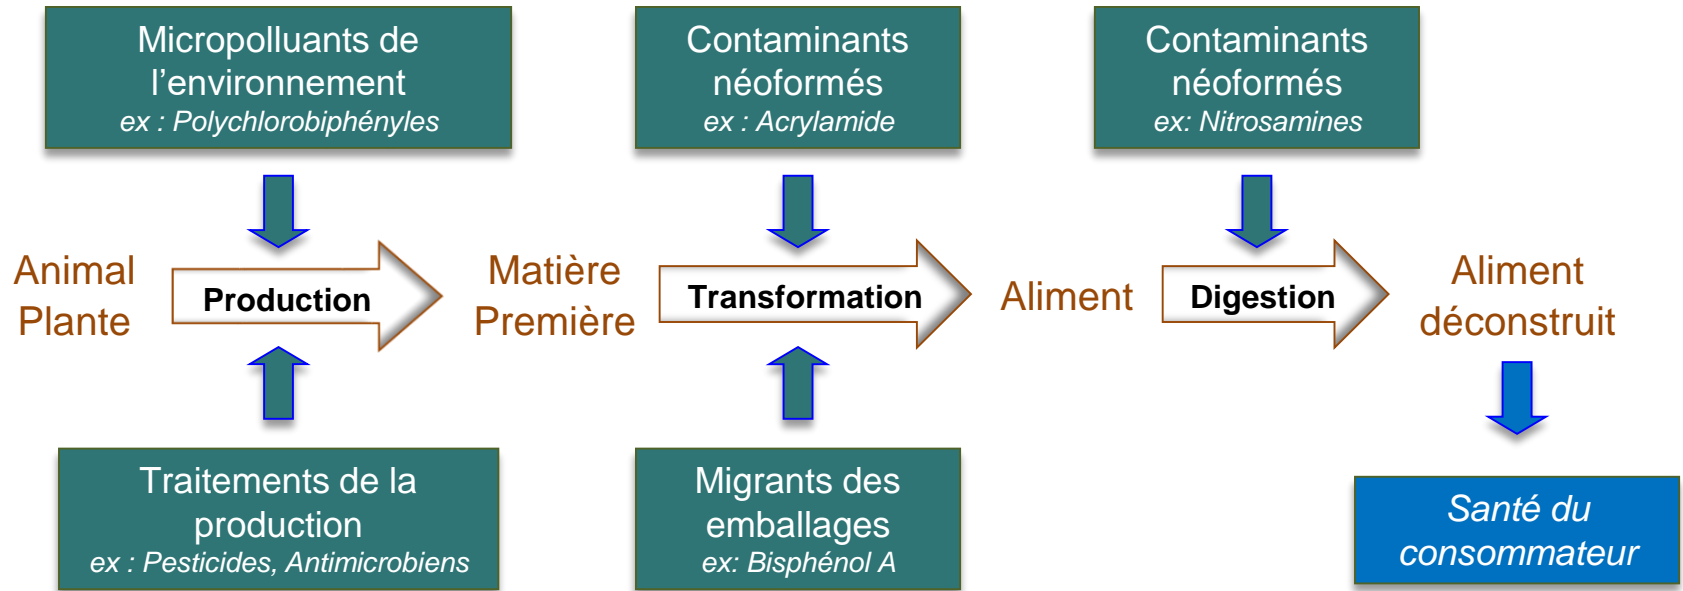 Micropolluants de
l’environnement
ex : Polychlorobiphényles
Contaminants
néoformés
ex : Acrylamide
Contaminants
néoformés
ex: Nitrosamines
Animal
Plante
Production
Matière
Première
Transformation
Aliment
Digestion
Aliment
déconstruit
Traitements de la
production
ex : Pesticides, Antimicrobiens
Migrants des
emballages
ex: Bisphénol A
Santé du
consommateur